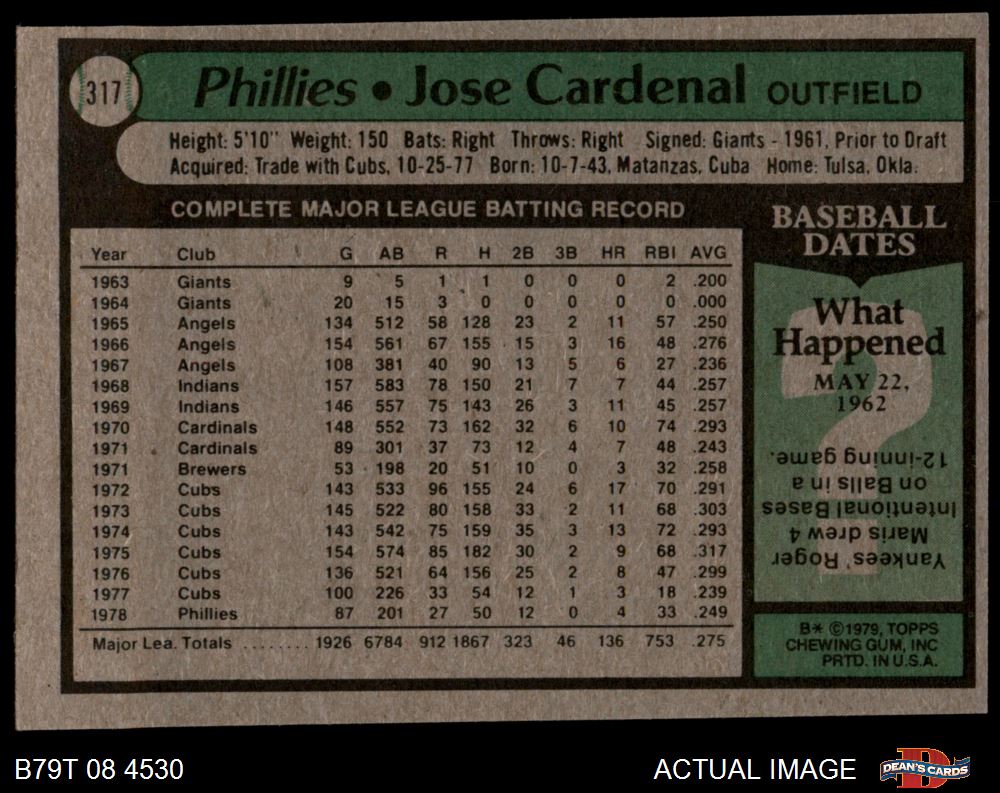 317
Phillies • Jose Cardenal OUTFIELD
Height: 5'10" Weight: 150 Bats: Right Throws: Right Signed: Giants - 1961, Prior to Draft
Acquired: Trade with Cubs, 10-25-77 Born: 10-7-43, Matanzas, Cuba Home: Tulsa, Okla.
COMPLETE MAJOR LEAGUE BATTING RECORD
Year Club G AB R H 2B 3B HR RBI AVG
1963 Giants 9 5 1 1 0 0 0 2 .200
1964 Giants 20 15 3 0 0 0 0 0 .000
1965 Angels 134 512 58 128 23 2 11 57 .250
1966 Angels 154 561 67 155 15 3 16 48 .276
1967 Angels 108 381 40 90 13 5 6 27 .236
1968 Indians 157 583 78 150 21 7 7 44 .257
1969 Indians 146 557 75 143 26 3 11 45 .257
1970 Cardinals 148 552 73 162 32 6 10 74 .293
1971 Cardinals 89 301 37 73 12 4 7 48 .243
1971 Brewers 53 198 20 51 10 0 3 32 .258
1972 Cubs 143 533 96 155 24 6 17 70 .291
1973 Cubs 145 522 80 158 33 2 11 68 .303
1974 Cubs 143 542 75 159 35 3 13 72 .293
1975 Cubs 154 574 85 182 30 2 9 68 .317
1976 Cubs 136 521 64 156 25 2 8 47 .299
1977 Cubs 100 226 33 54 12 1 3 18 .239
1978 Phillies 87 201 27 50 12 0 4 33 .249
Major Lea. Totals ........ 1926 6784 912 1867 323 46 136 753 .275
BASEBALL
DATES
What
Happened
MAY 22,
1962
?
Yankees' Roger
Maris drew 4
Intentional Bases
on Balls in a
12-inning game.
B* ©1979, TOPPS
CHEWING GUM, INC
PRTD. IN U.S.A.
B79T 08 4530
ACTUAL IMAGE
D
DEAN'S CARDS